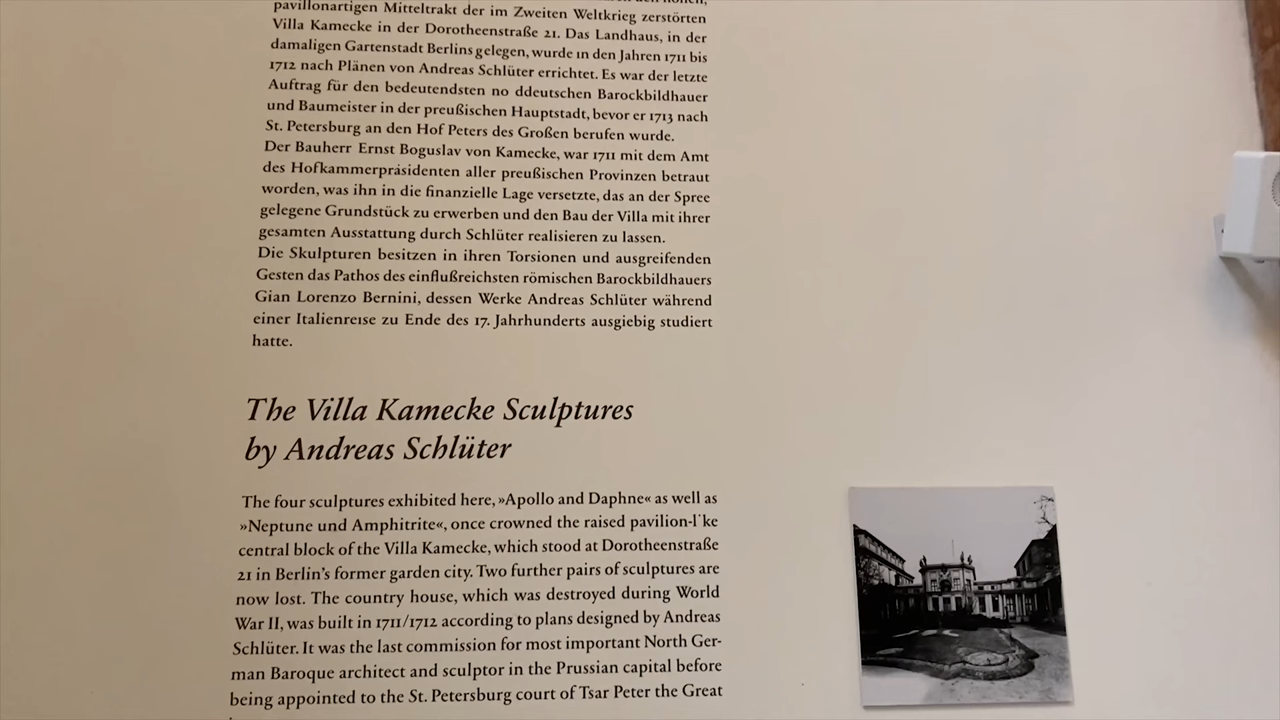 pavillonartigen Mitteltrakt der im Zweiten Weltkrieg zerstörten
Villa Kamecke in der Dorotheenstraße 21. Das Landhaus, in der
damaligen Gartenstadt Berlins gelegen, wurde in den Jahren 1711 bis
1712 nach Plänen von Andreas Schlüter errichtet. Es war der letzte
Auftrag für den bedeutendsten no ddeutschen Barockbildhauer
und Baumeister in der preußischen Hauptstadt, bevor er 1713 nach
St. Petersburg an den Hof Peters des Großen berufen wurde.
Der Bauherr Ernst Boguslav von Kamecke, war 1711 mit dem Amt
des Hofkammerpräsidenten aller preußischen Provinzen betraut
worden, was ihn in die finanzielle Lage versetzte, das an der Spree
gelegene Grundstück zu erwerben und den Bau der Villa mit ihrer
gesamten Ausstattung durch Schlüter realisieren zu lassen.
Die Skulpturen besitzen in ihren Torsionen und ausgreifenden
Gesten das Pathos des einflußreichsten römischen Barockbildhauers
Gian Lorenzo Bernini, dessen Werke Andreas Schlüter während
einer Italienreise zu Ende des 17. Jahrhunderts ausgiebig studiert
hatte.
The Villa Kamecke Sculptures
by Andreas Schlüter
The four sculptures exhibited here, »Apollo and Daphne« as well as
»Neptune und Amphitrite«, once crowned the raised pavilion-l ke
central block of the Villa Kamecke, which stood at Dorotheenstraße
21 in Berlin's former garden city. Two further pairs of sculptures are
now lost. The country house, which was destroyed during World
War II, was built in 1711/1712 according to plans designed by Andreas
Schlüter. It was the last commission for most important North Ger-
man Baroque architect and sculptor in the Prussian capital before
being appointed to the St. Petersburg court of Tsar Peter the Great